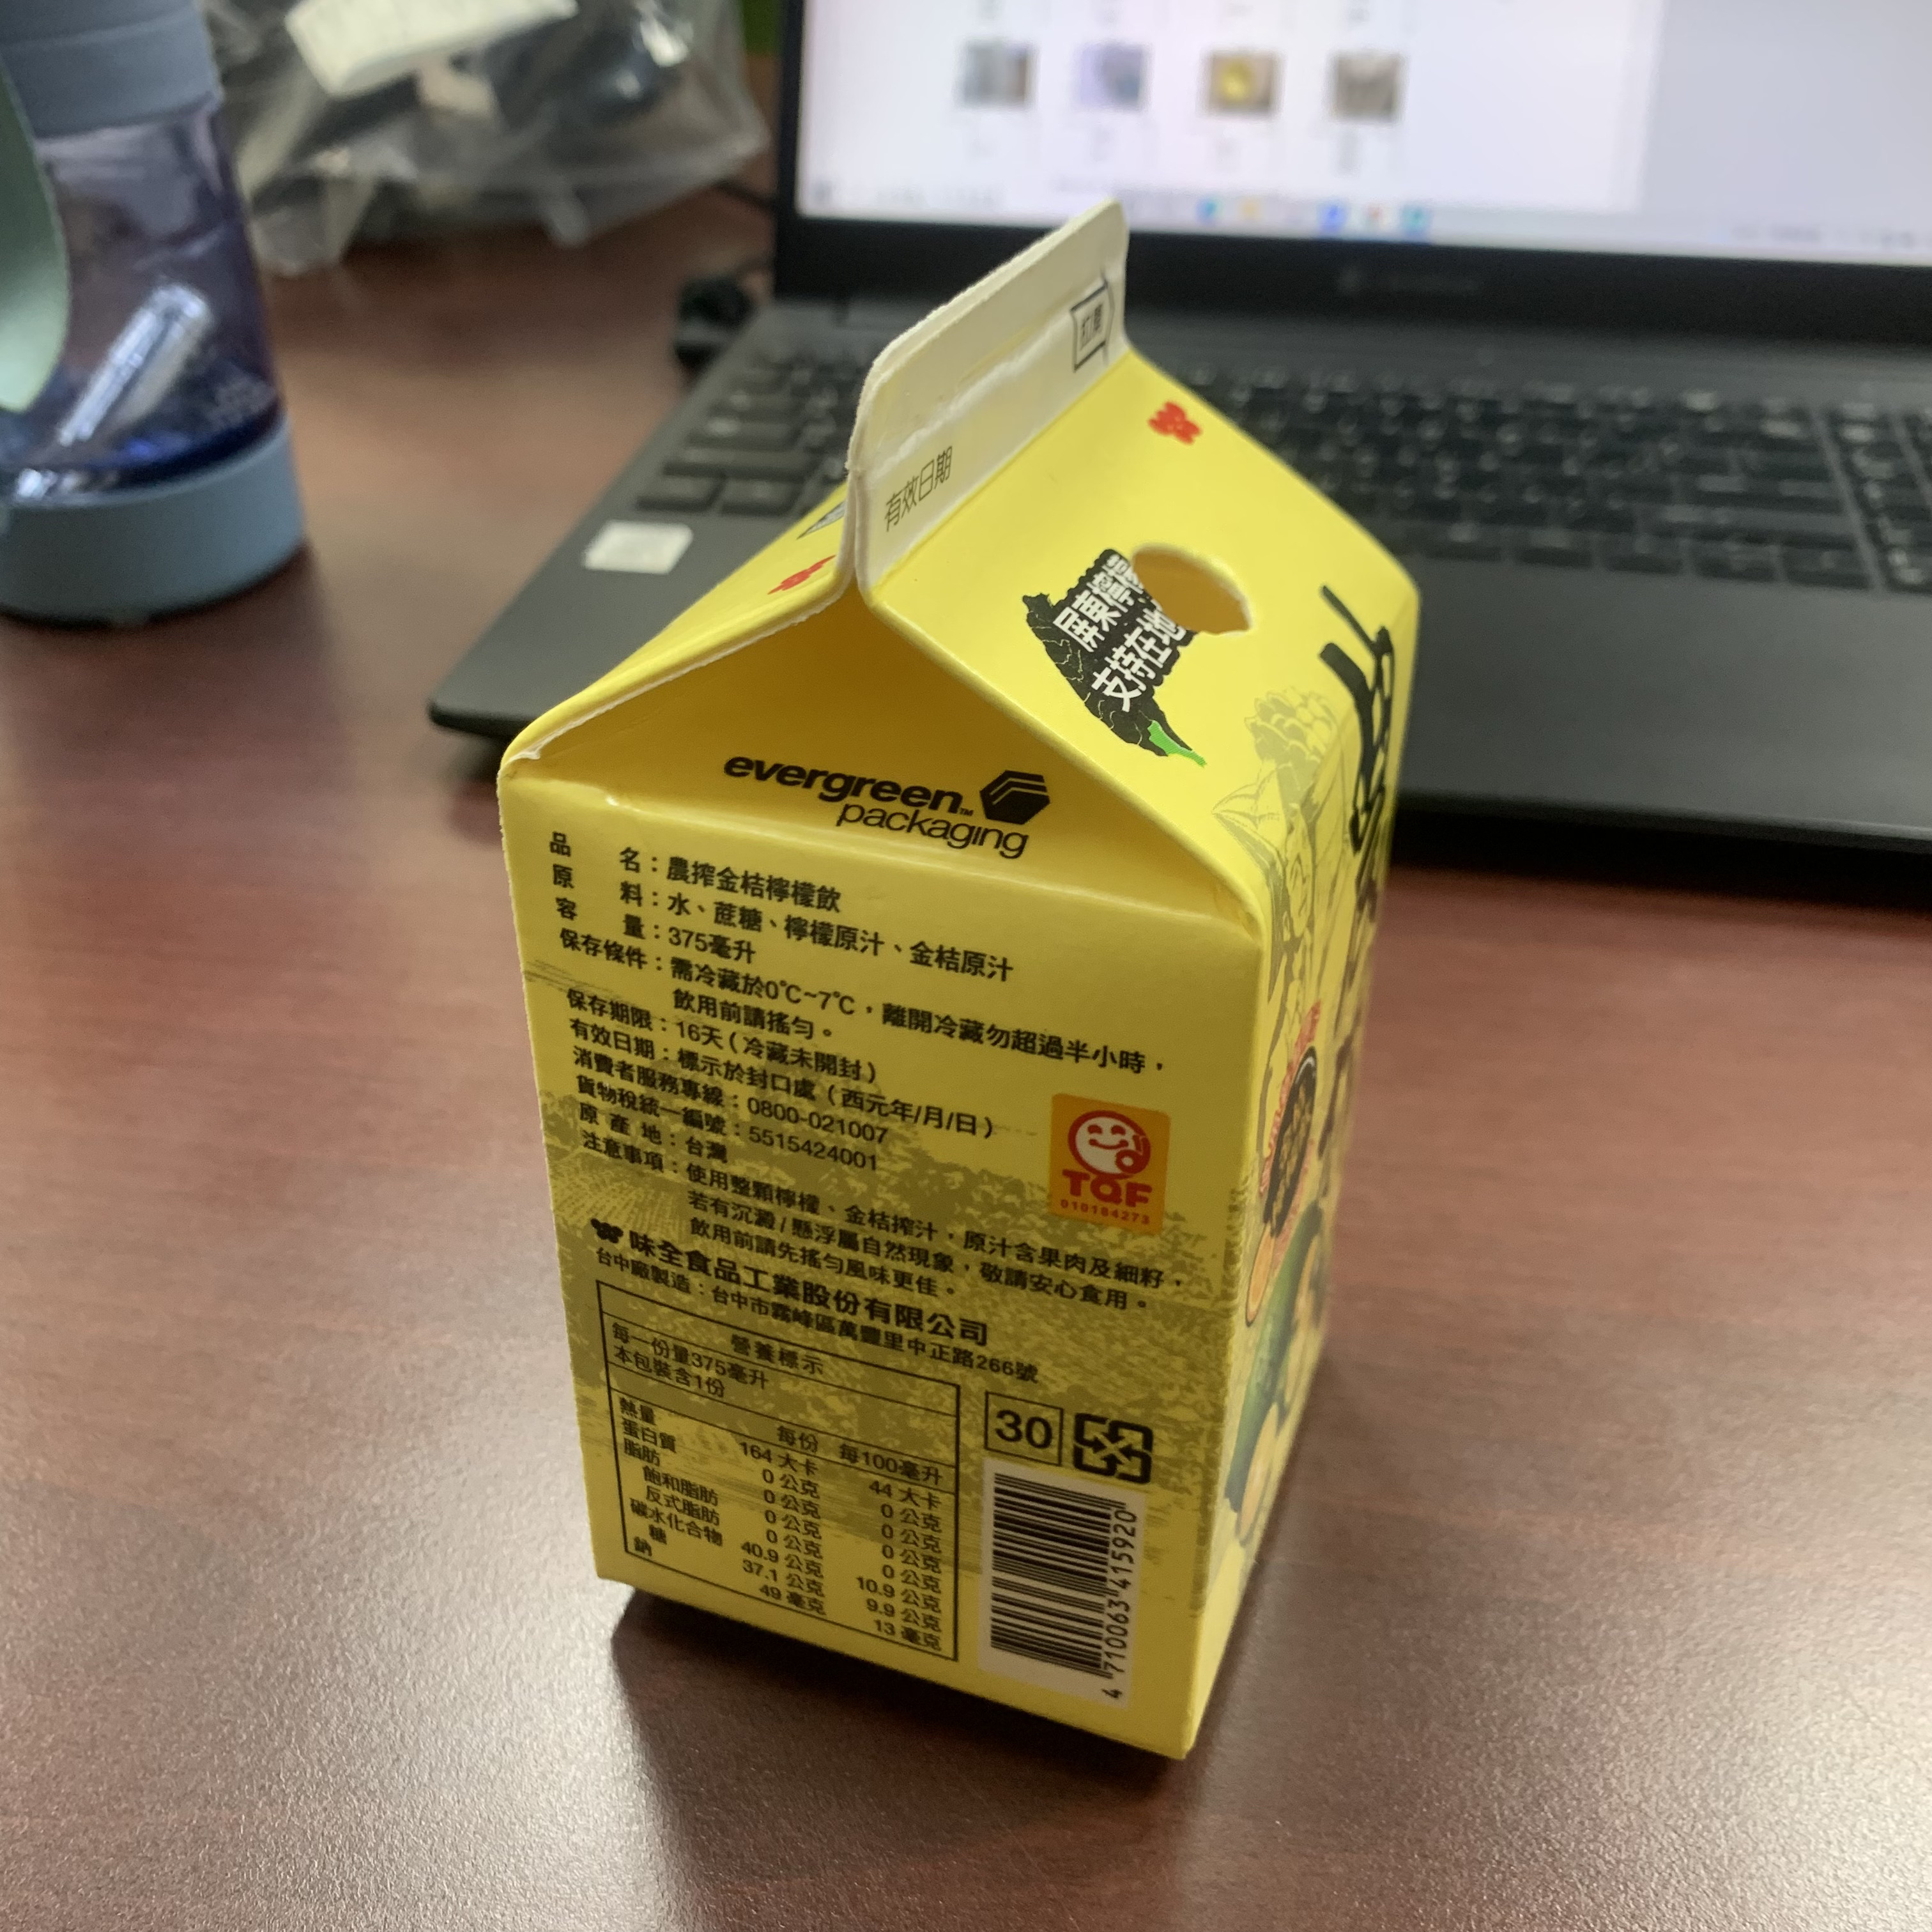 打開
有效日期
屏東檸檬
支持在地
evergreen™
packaging
品 名：農搾金桔檸檬飲
原 料：水、蔗糖、檸檬原汁、金桔原汁
容 量：375毫升
保存條件：需冷藏於0℃~7℃，離開冷藏勿超過半小時，
飲用前請搖勻。
保存期限：16天(冷藏未開封)
有效日期：標示於封口處(西元年/月/日)
消費者服務專線：0800-021007
貨物稅統一編號：5515424001
原 產 地：台灣
注意事項：使用整顆檸檬、金桔搾汁，原汁含果肉及細籽，
若有沉澱/懸浮屬自然現象，敬請安心食用。
飲用前請先搖勻風味更佳。
TQF
010184273
味全食品工業股份有限公司
台中廠製造：台中市霧峰區萬豐里中正路266號
營養標示
每一份量375毫升
本包裝含1份
每份 每100毫升
熱量 164 大卡 44 大卡
蛋白質 0 公克 0 公克
脂肪 0 公克 0 公克
飽和脂肪 0 公克 0 公克
反式脂肪 0 公克 0 公克
碳水化合物 40.9 公克 10.9 公克
糖 37.1 公克 9.9 公克
鈉 49 毫克 13 毫克
30
4 710063 415920